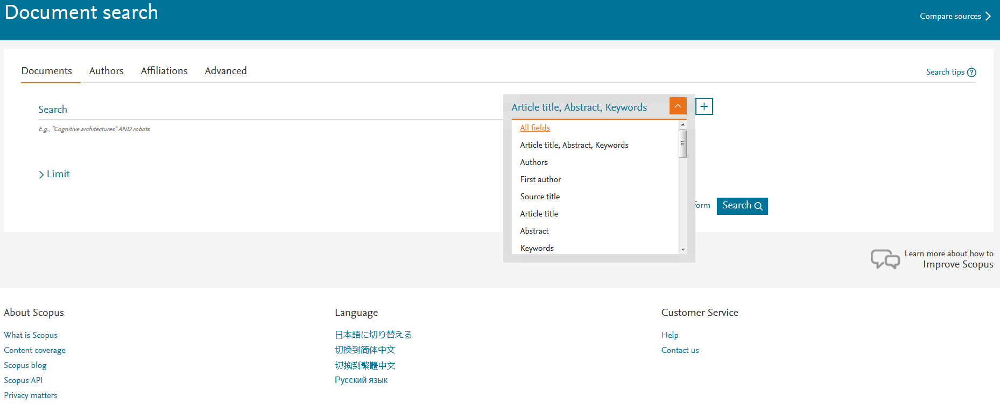 Document search
Compare sources
Documents
Authors
Affiliations
Advanced
Search tips
Search
Article title, Abstract, Keywords
E.g., "Cognitive architectures" AND robots
All fields
Article title, Abstract, Keywords
Authors
First author
Source title
Article title
Abstract
Keywords
Limit
form
Search
Learn more about how to
Improve Scopus
About Scopus
What is Scopus
Content coverage
Scopus blog
Scopus API
Privacy matters
Language
日本語に切り替える
切换到简体中文
切換到繁體中文
Русский язык
Customer Service
Help
Contact us